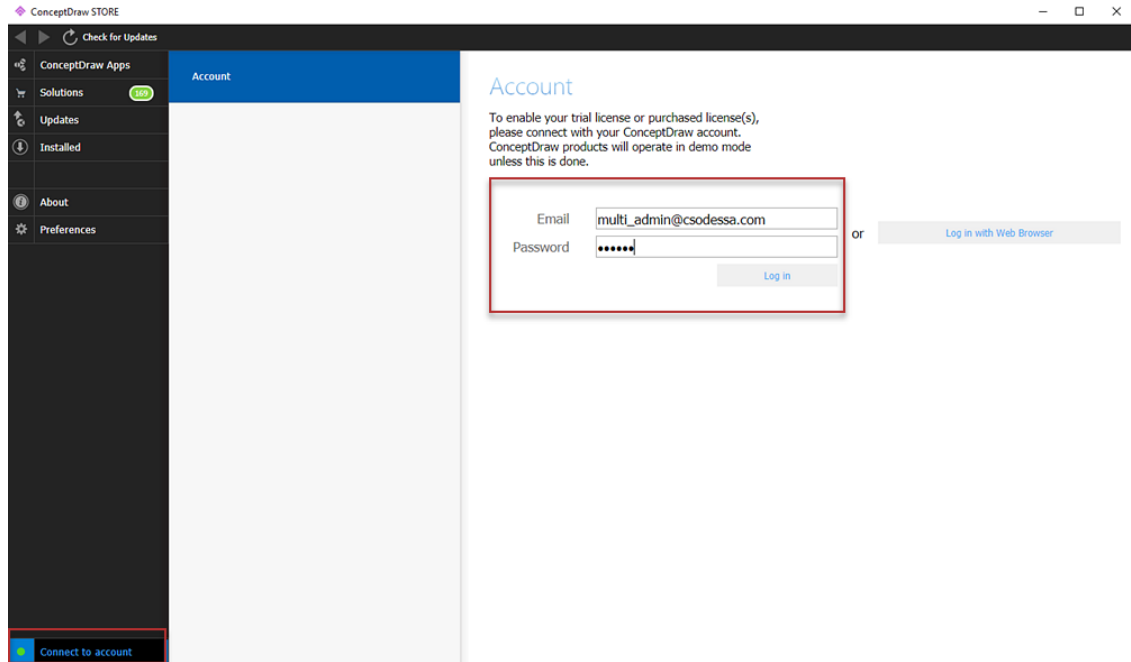 ConceptDraw STORE
Check for Updates
ConceptDraw Apps
Solutions 169
Updates
Installed
About
Preferences
Connect to account
Account
Account
To enable your trial license or purchased license(s),
please connect with your ConceptDraw account.
ConceptDraw products will operate in demo mode
unless this is done.
Email multi_admin@csodessa.com
Password ••••••
Log in
or
Log in with Web Browser